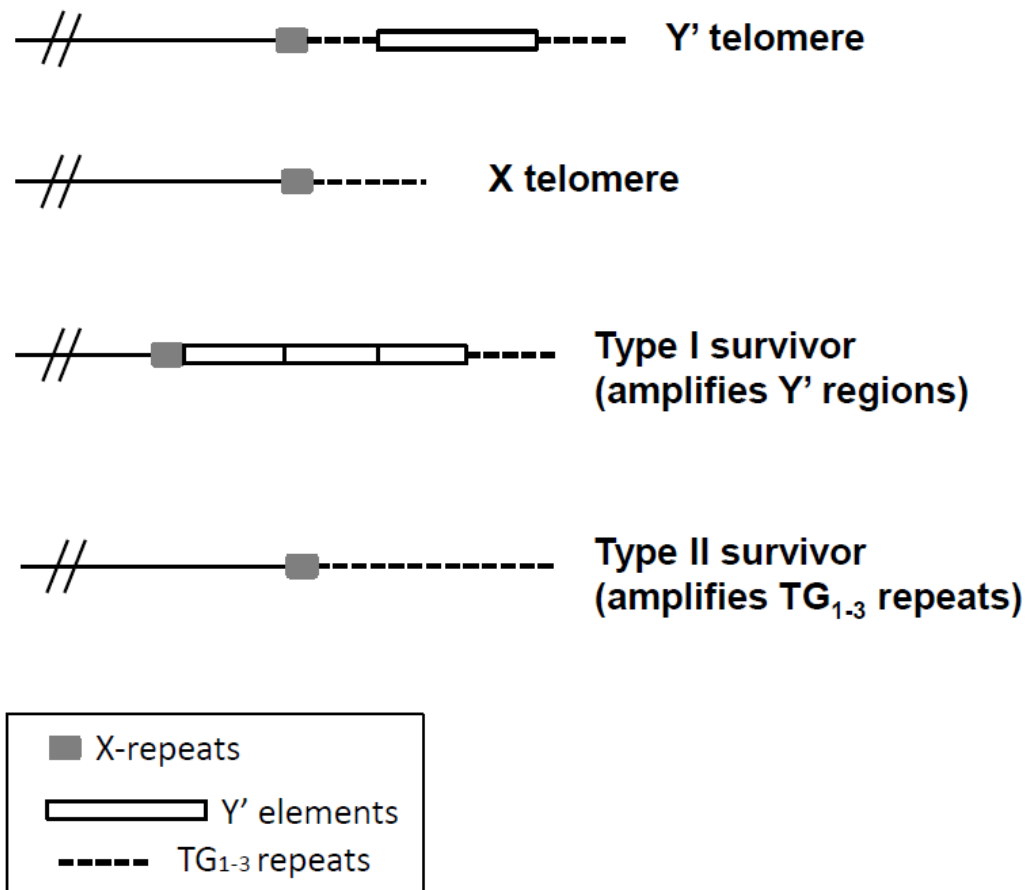 Y’ telomere
X telomere
Type I survivor
(amplifies Y’ regions)
Type II survivor
(amplifies TG₁₋₃ repeats)
X-repeats
Y’ elements
TG₁₋₃ repeats